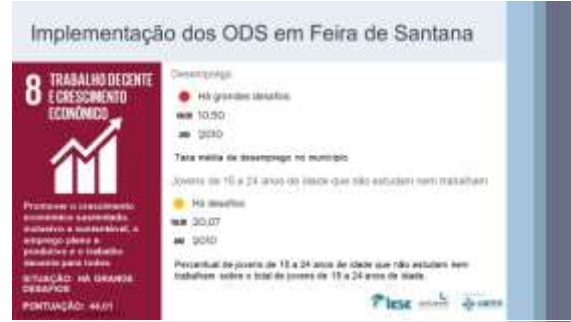 Implementação dos ODS em Feira de Santana
8 TRABALHO DECENTE
E CRESCIMENTO
ECONÔMICO
Promover o crescimento
econômico sustentado,
inclusivo e sustentável, o
emprego pleno e
produtivo e o trabalho
decente para todos
SITUAÇÃO: HÁ GRANDE
DESAFIOS
PONTUAÇÃO: 44,01
Desemprego
Há grandes desafios
10,90
2010
Taxa média de desemprego no município
Jovens de 15 a 24 anos de idade que não estudam nem trabalham
Há desafios
20,07
2010
Percentual de jovens de 15 a 24 anos de idade que não estudam nem
trabalham sobre o total de jovens de 15 a 24 anos de idade.
lesc